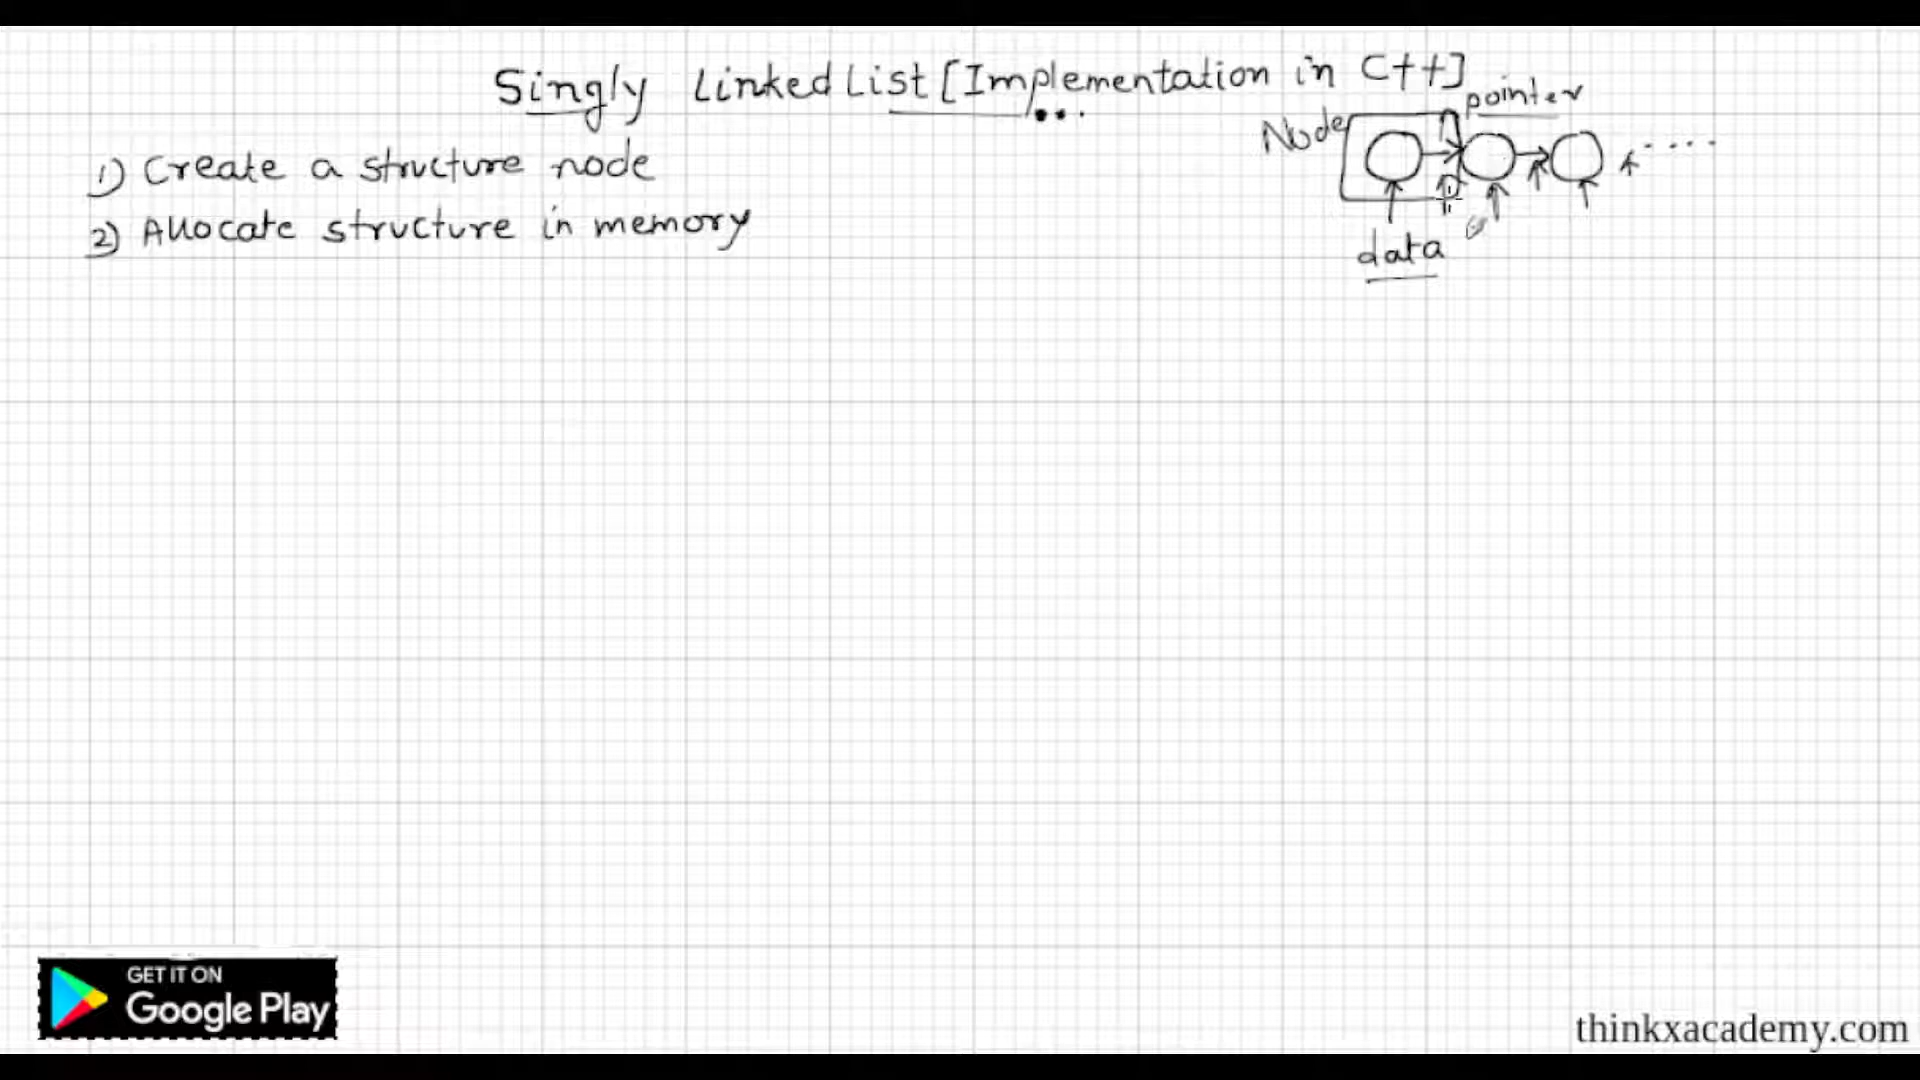 Singly Linked List [Implementation in C++]
pointer
Node
1) Create a structure node
2) Allocate structure in memory
data
GET IT ON
Google Play
thinkxacademy.com